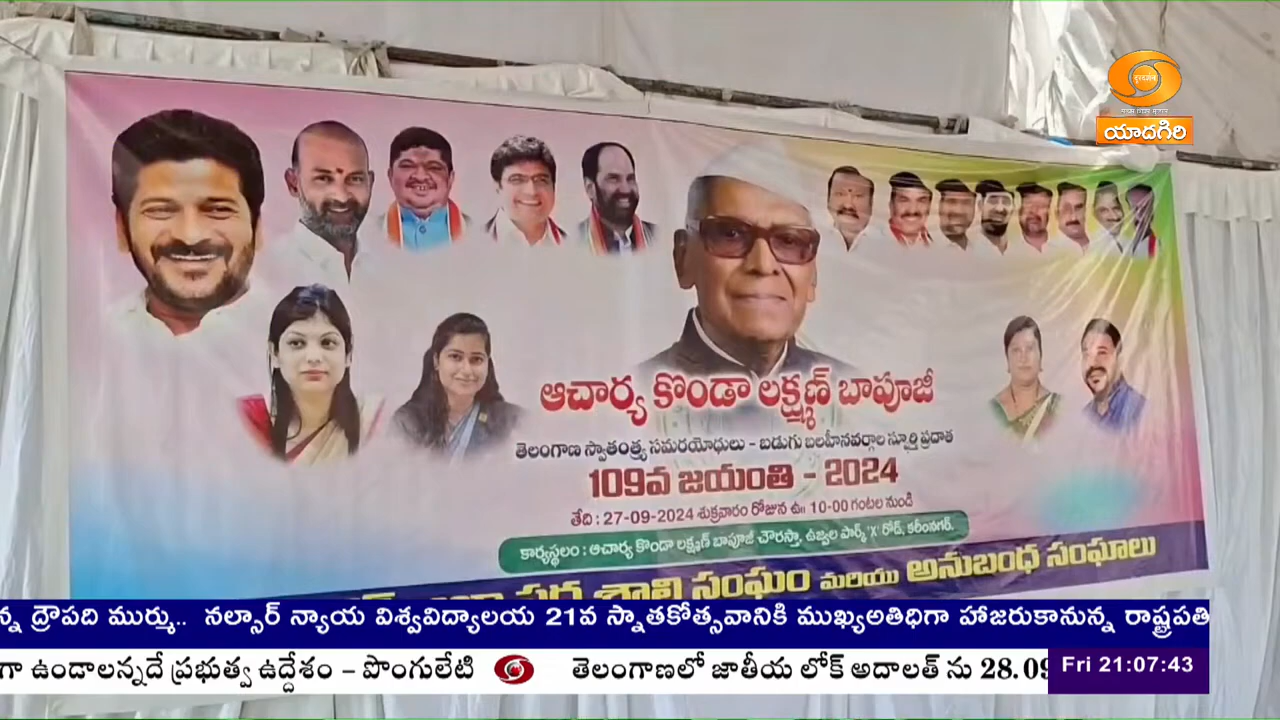 दूरदर्शन
యాదగిరి
ఆచార్య కొండా లక్ష్మణ్ బాపూజీ
తెలంగాణ స్వాతంత్ర్య సమరయోధులు - బడుగు బలహీనవర్గాల స్ఫూర్తి ప్రదాత
109వ జయంతి - 2024
తేది : 27-09-2024 శుక్రవారం రోజున ఉ॥ 10-00 గంటల నుండి
కార్యస్థలం : ఆచార్య కొండా లక్ష్మణ్ బాపూజీ చౌరస్తా, ఉజ్వల పార్క్ 'X' రోడ్, కరీంనగర్.
సంఘం మరియు అనుబంధ సంఘాలు
న్న ద్రౌపది ముర్ము.. నల్సార్ న్యాయ విశ్వవిద్యాలయ 21వ స్నాతకోత్సవానికి ముఖ్యఅతిధిగా హాజరుకానున్న రాష్ట్రపతి
గా ఉండాలన్నదే ప్రభుత్వ ఉద్దేశం – పొంగులేటి తెలంగాణలో జాతీయ లోక్ అదాలత్ ను 28.09
Fri 21:07:43